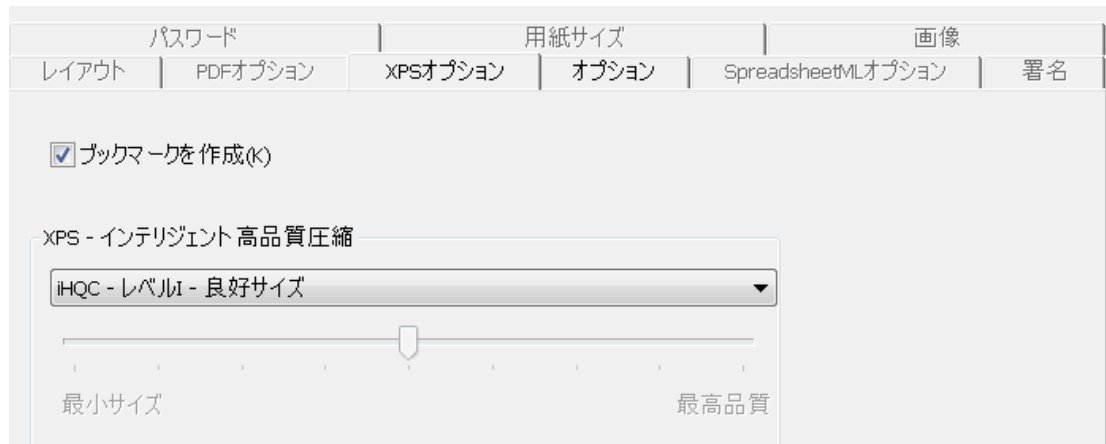 パスワード 用紙サイズ 画像
レイアウト PDFオプション XPSオプション オプション SpreadsheetMLオプション 署名
ブックマークを作成(K)
XPS - インテリジェント高品質圧縮
iHQC - レベルI - 良好サイズ
最小サイズ 最高品質